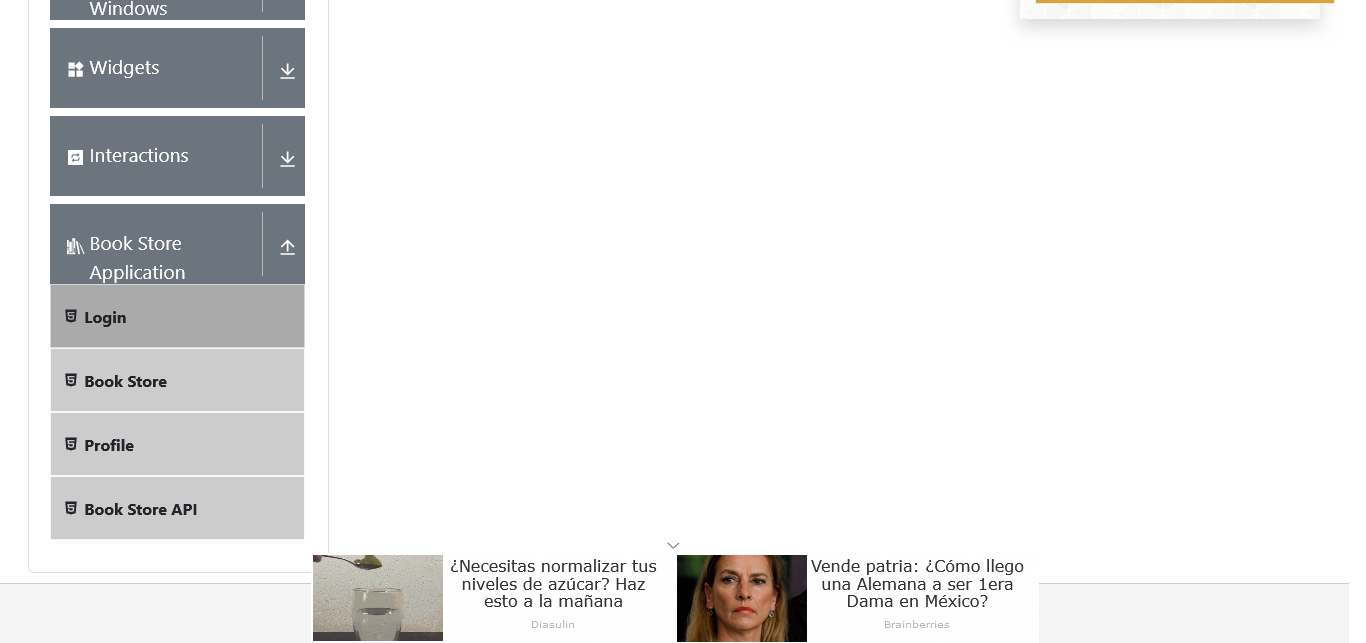 Windows
Widgets
Interactions
Book Store
Application
Login
Book Store
Profile
Book Store API
¿Necesitas normalizar tus
niveles de azúcar? Haz
esto a la mañana
Diasulin
Vende patria: ¿Cómo llego
una Alemana a ser 1era
Dama en México?
Brainberries